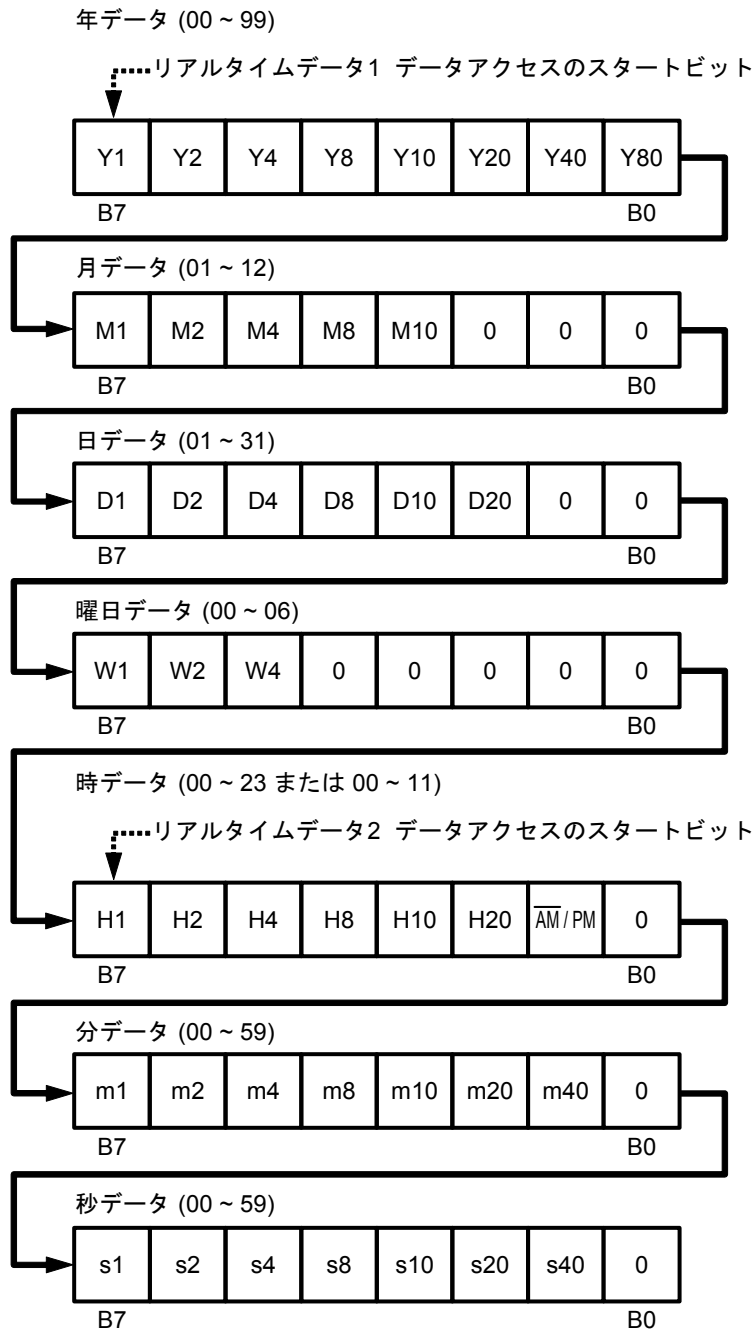 年データ (00 ~ 99)
リアルタイムデータ1 データアクセスのスタートビット
Y1 Y2 Y4 Y8 Y10 Y20 Y40 Y80
B7 B0
月データ (01 ~ 12)
M1 M2 M4 M8 M10 0 0 0
B7 B0
日データ (01 ~ 31)
D1 D2 D4 D8 D10 D20 0 0
B7 B0
曜日データ (00 ~ 06)
W1 W2 W4 0 0 0 0 0
B7 B0
時データ (00 ~ 23 または 00 ~ 11)
リアルタイムデータ2 データアクセスのスタートビット
H1 H2 H4 H8 H10 H20 A̅M̅ / PM 0
B7 B0
分データ (00 ~ 59)
m1 m2 m4 m8 m10 m20 m40 0
B7 B0
秒データ (00 ~ 59)
s1 s2 s4 s8 s10 s20 s40 0
B7 B0